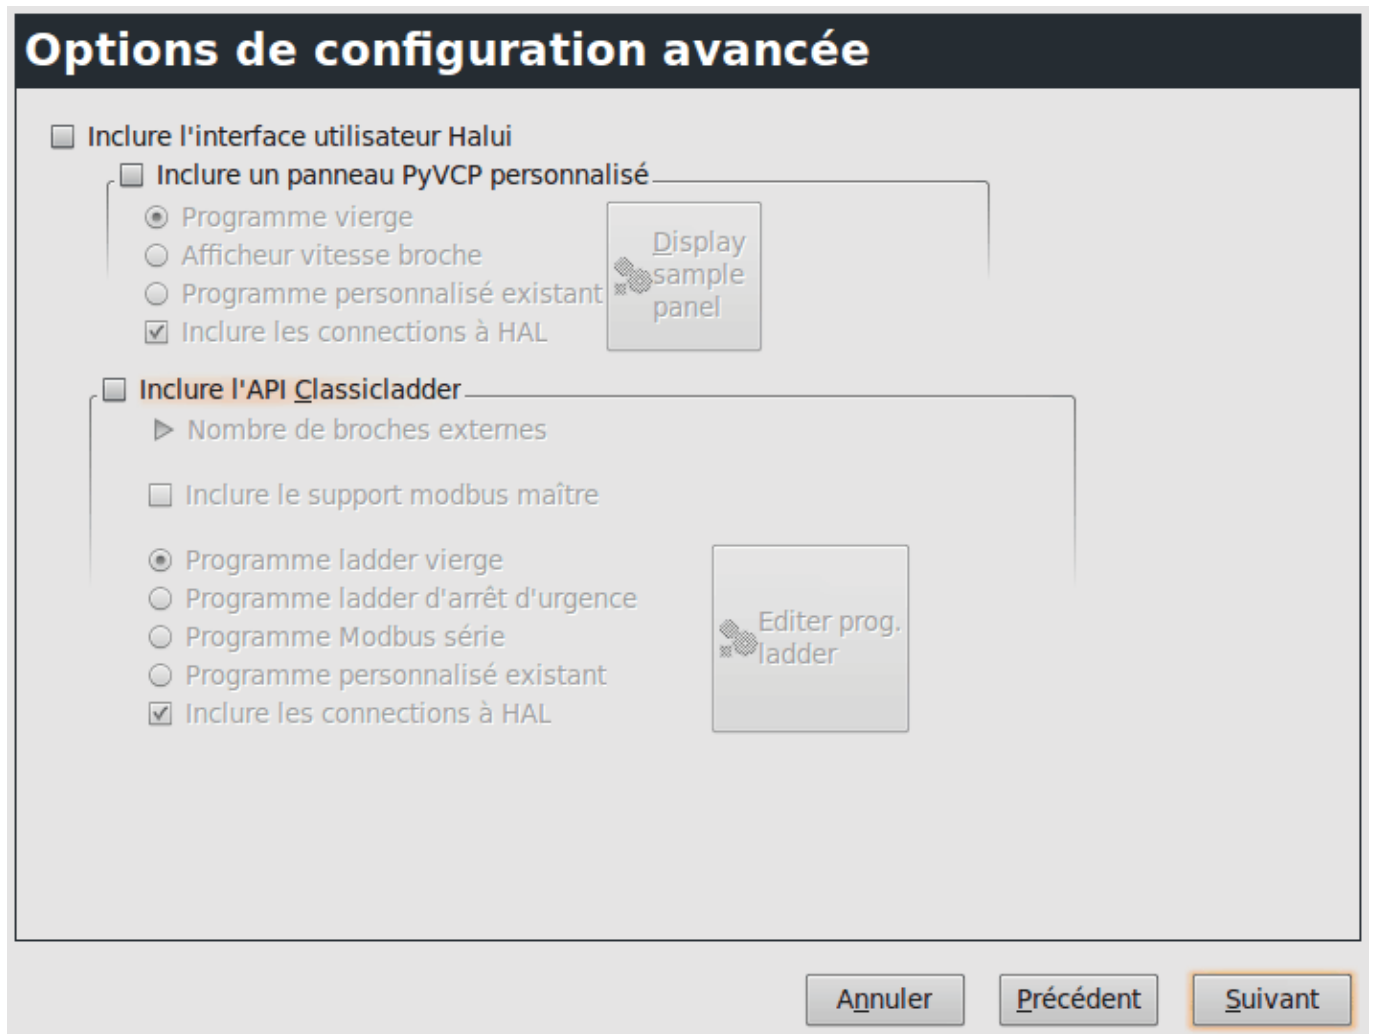 Options de configuration avancée
Inclure l'interface utilisateur Halui
Inclure un panneau PyVCP personnalisé
Programme vierge
Afficheur vitesse broche
Programme personnalisé existant
Inclure les connections à HAL
Display
sample
panel
Inclure l'API Classicladder
Nombre de broches externes
Inclure le support modbus maître
Programme ladder vierge
Programme ladder d'arrêt d'urgence
Programme Modbus série
Programme personnalisé existant
Inclure les connections à HAL
Editer prog.
ladder
Annuler
Précédent
Suivant